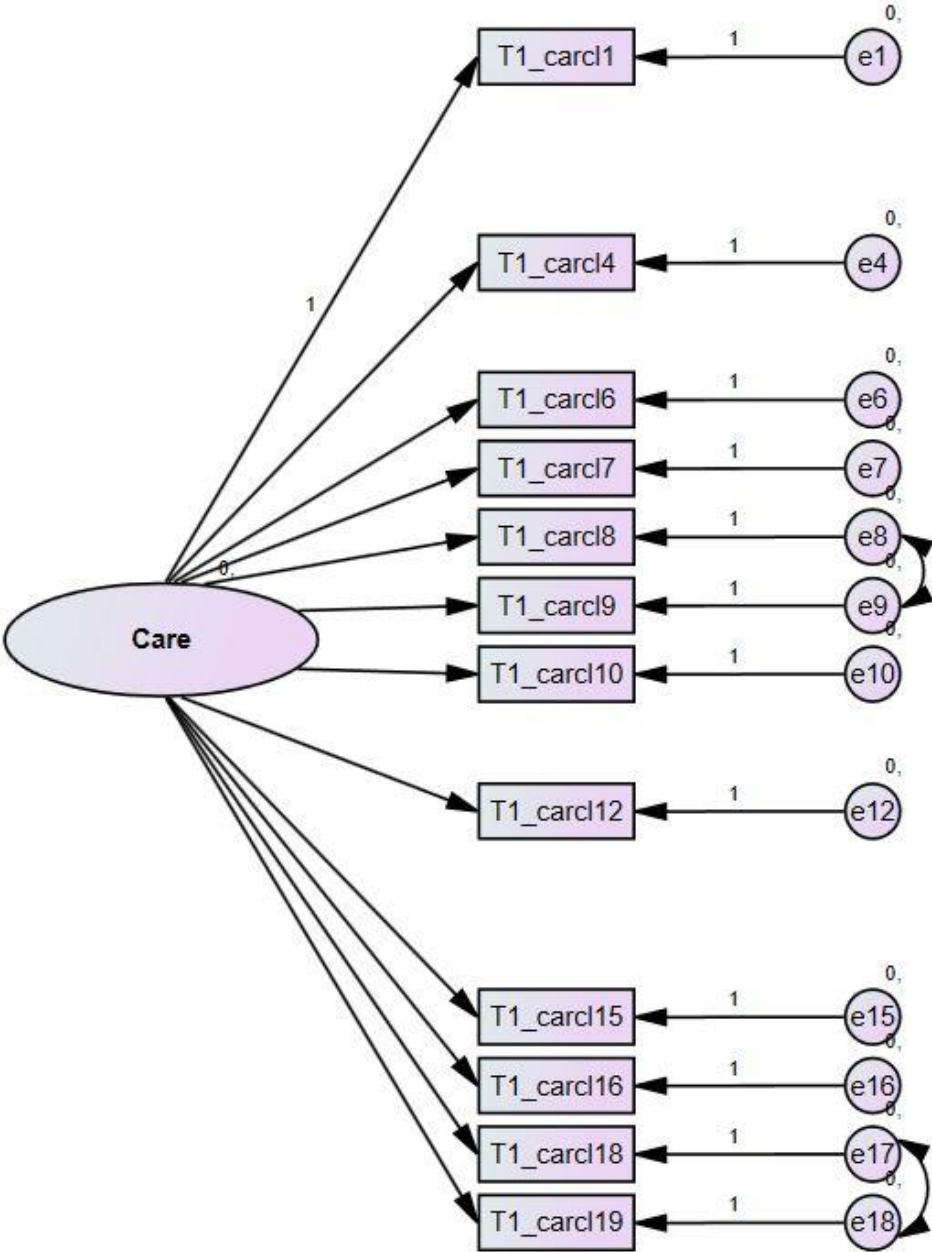 0,
T1_carcl1 1 e1
0,
T1_carcl4 1 e4
1
0,
T1_carcl6 1 e6
0,
T1_carcl7 1 e7
0,
T1_carcl8 1 e8
0,
0,
T1_carcl9 1 e9
Care
0,
T1_carcl10 1 e10
0,
T1_carcl12 1 e12
0,
T1_carcl15 1 e15
0,
T1_carcl16 1 e16
0,
T1_carcl18 1 e17
0,
T1_carcl19 1 e18